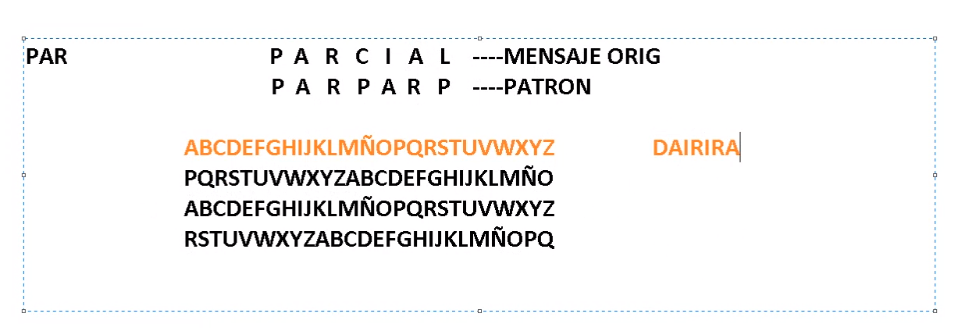 PAR P A R C I A L ----MENSAJE ORIG
P A R P A R P ----PATRON
ABCDEFGHIJKLMÑOPQRSTUVWXYZ DAIRIRA
PQRSTUVWXYZABCDEFGHIJKLMÑO
ABCDEFGHIJKLMÑOPQRSTUVWXYZ
RSTUVWXYZABCDEFGHIJKLMÑOPQ